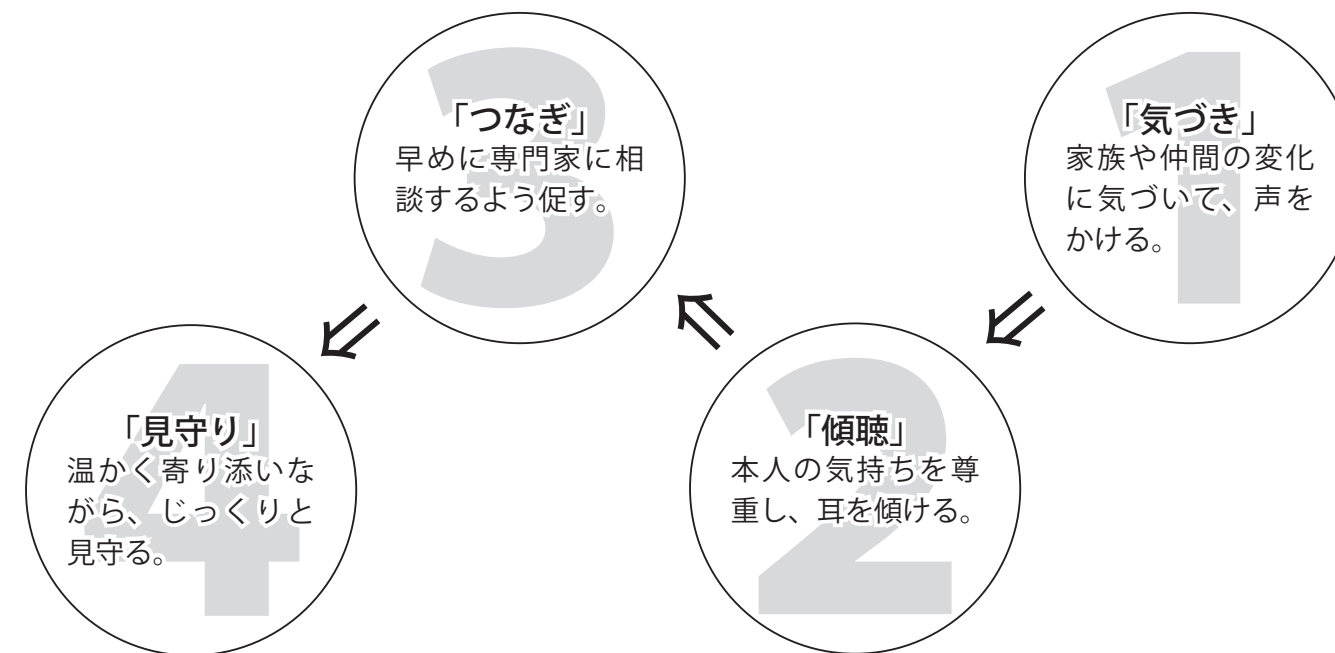 1
「気づき」
家族や仲間の変化
に気づいて、声を
かける。
2
「傾聴」
本人の気持ちを尊
重し、耳を傾ける。
3
「つなぎ」
早めに専門家に相
談するよう促す。
4
「見守り」
温かく寄り添いな
がら、じっくりと
見守る。